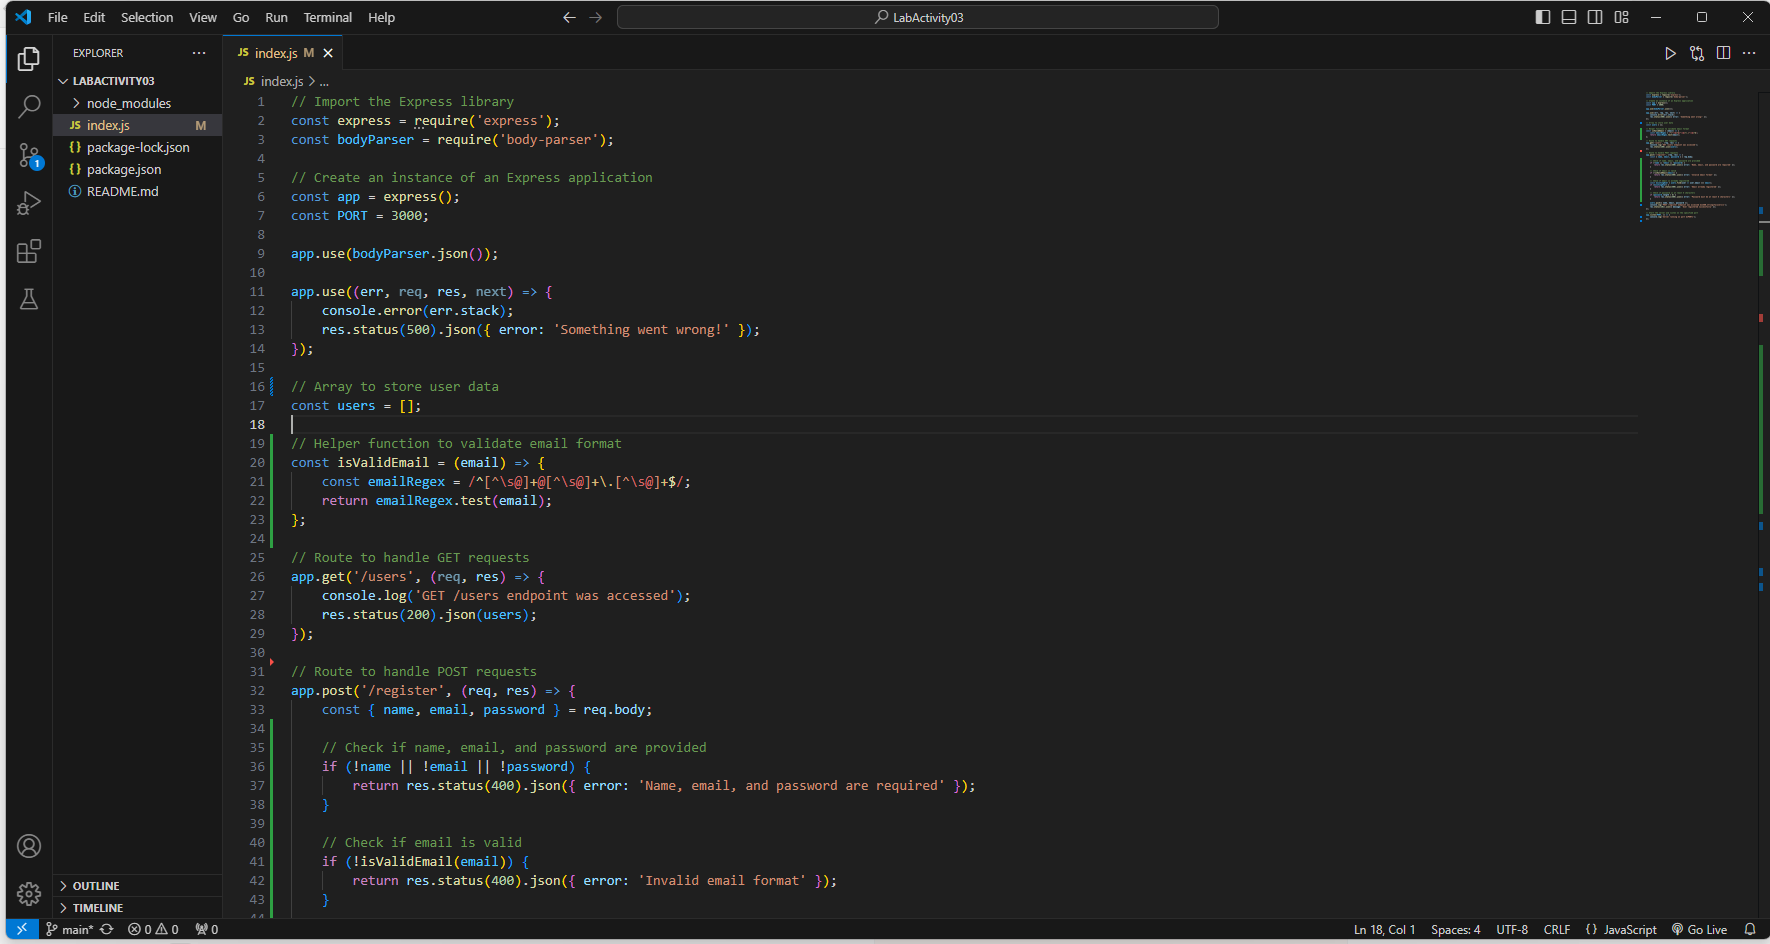 File Edit Selection View Go Run Terminal Help
LabActivity03
EXPLORER
LABACTIVITY03
node_modules
JS index.js M
{} package-lock.json
{} package.json
README.md
OUTLINE
TIMELINE
JS index.js M
JS index.js > ...
1 // Import the Express library
2 const express = require('express');
3 const bodyParser = require('body-parser');
4
5 // Create an instance of an Express application
6 const app = express();
7 const PORT = 3000;
8
9 app.use(bodyParser.json());
10
11 app.use((err, req, res, next) => {
12 console.error(err.stack);
13 res.status(500).json({ error: 'Something went wrong!' });
14 });
15
16 // Array to store user data
17 const users = [];
18
19 // Helper function to validate email format
20 const isValidEmail = (email) => {
21 const emailRegex = /^[^\s@]+@[^\s@]+\.[^\s@]+$/;
22 return emailRegex.test(email);
23 };
24
25 // Route to handle GET requests
26 app.get('/users', (req, res) => {
27 console.log('GET /users endpoint was accessed');
28 res.status(200).json(users);
29 });
30
31 // Route to handle POST requests
32 app.post('/register', (req, res) => {
33 const { name, email, password } = req.body;
34
35 // Check if name, email, and password are provided
36 if (!name || !email || !password) {
37 return res.status(400).json({ error: 'Name, email, and password are required' });
38 }
39
40 // Check if email is valid
41 if (!isValidEmail(email)) {
42 return res.status(400).json({ error: 'Invalid email format' });
43 }
44
1
main* 0 0 0
Ln 18, Col 1 Spaces: 4 UTF-8 CRLF {} JavaScript Go Live